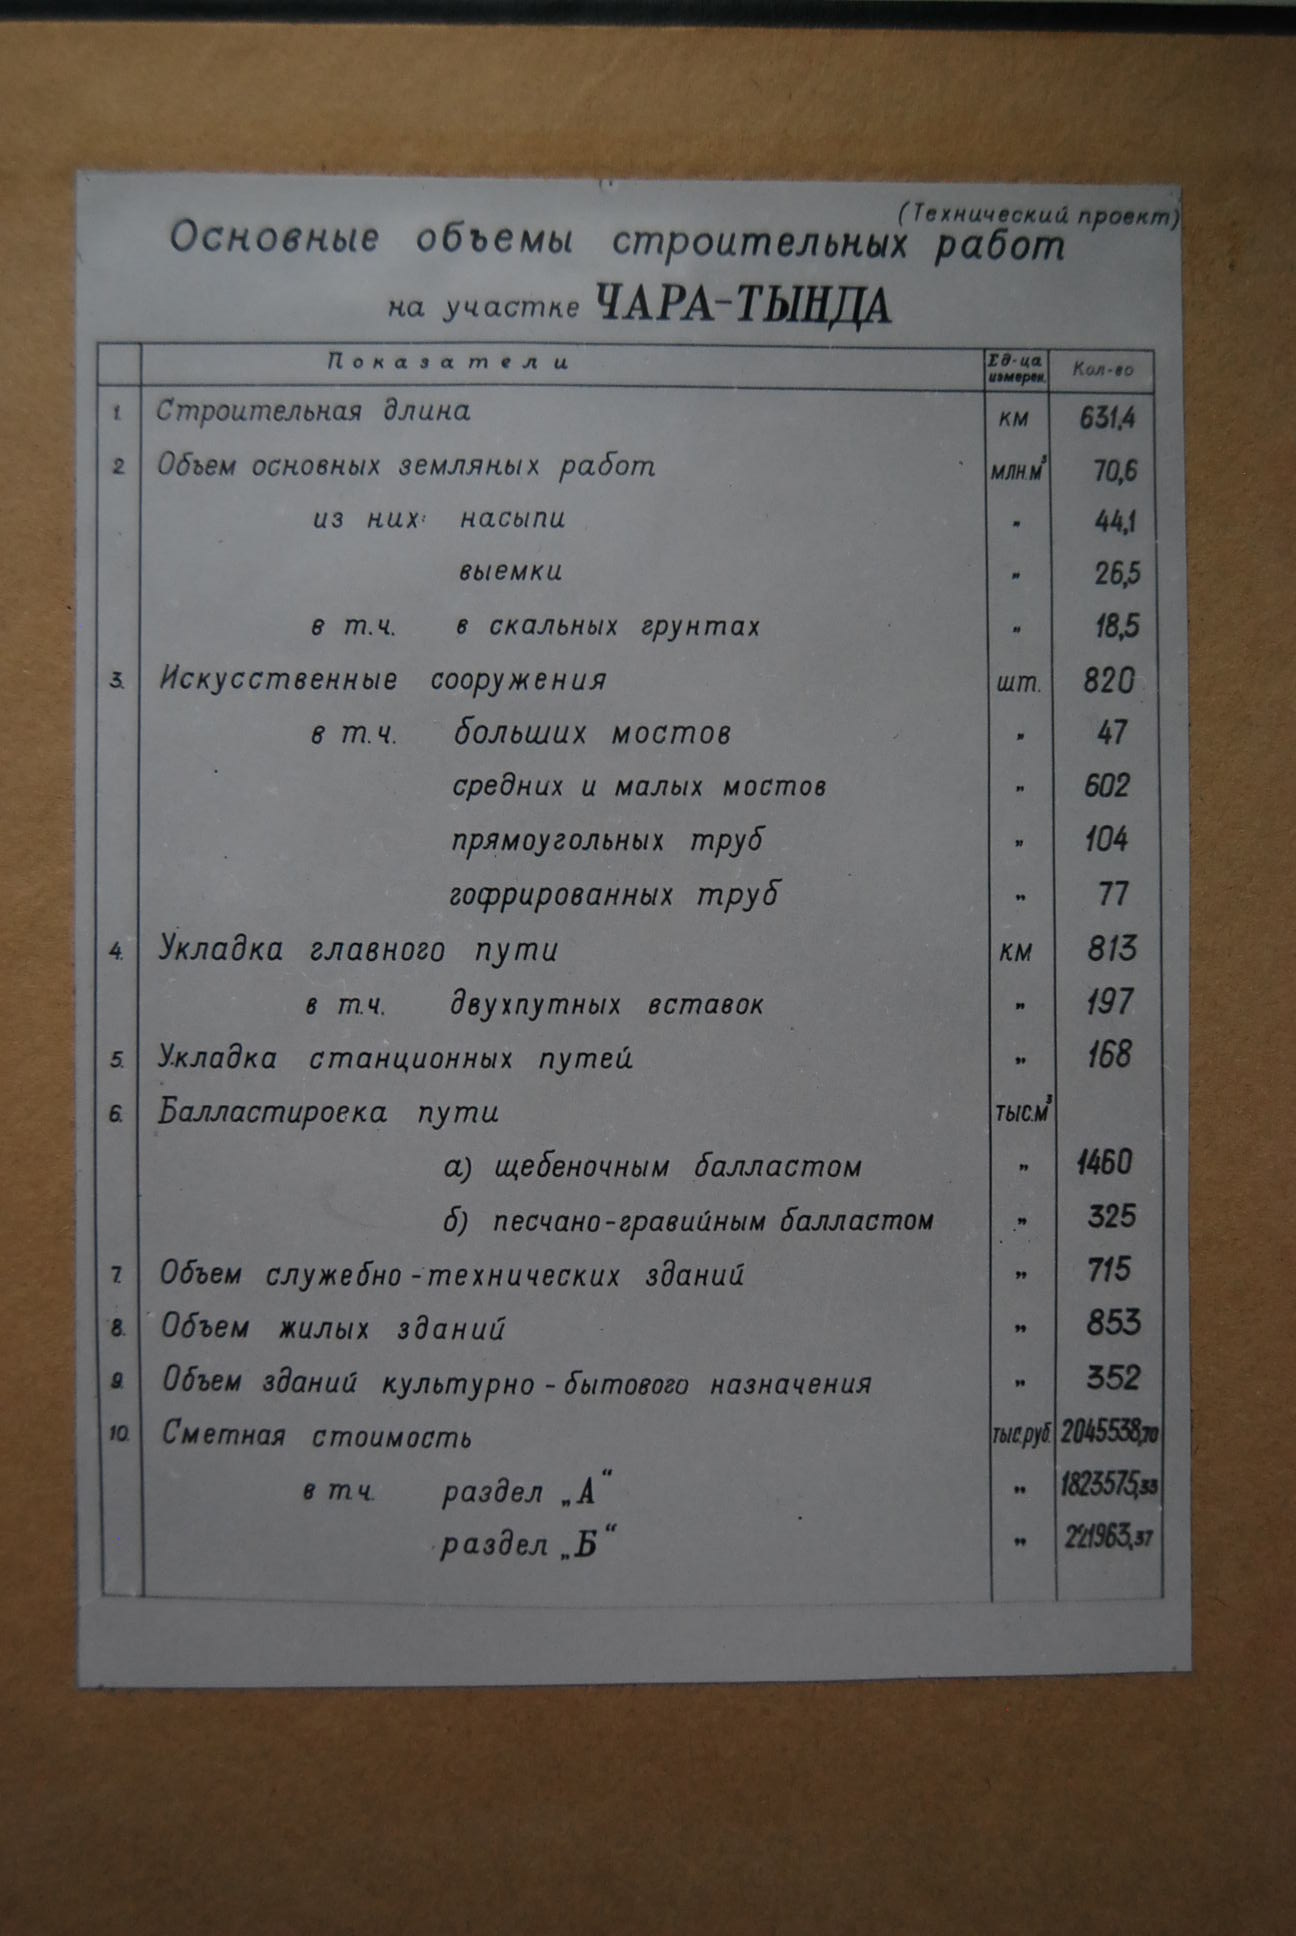 (Технический проект)
Основные объемы строительных работ
на участке ЧАРА-ТЫНДА
Показатели Ед-ца измерен. Кол-во
1. Строительная длина км 631,4
2 Объем основных земляных работ млн.м³ 70,6
из них: насыпи " 44,1
выемки " 26,5
в т.ч. в скальных грунтах " 18,5
3. Искусственные сооружения шт. 820
в т.ч. больших мостов " 47
средних и малых мостов " 602
прямоугольных труб " 104
гофрированных труб " 77
4. Укладка главного пути км 813
в т.ч. двухпутных вставок " 197
5. Укладка станционных путей " 168
6. Балластировка пути тыс.м³
а) щебеночным балластом " 1460
б) песчано-гравийным балластом " 325
7. Объем служебно-технических зданий " 715
8. Объем жилых зданий " 853
9. Объем зданий культурно-бытового назначения " 352
10. Сметная стоимость тыс.руб. 2045538,70
в т.ч. раздел „А“ " 1823575,33
раздел „Б“ " 221963,37